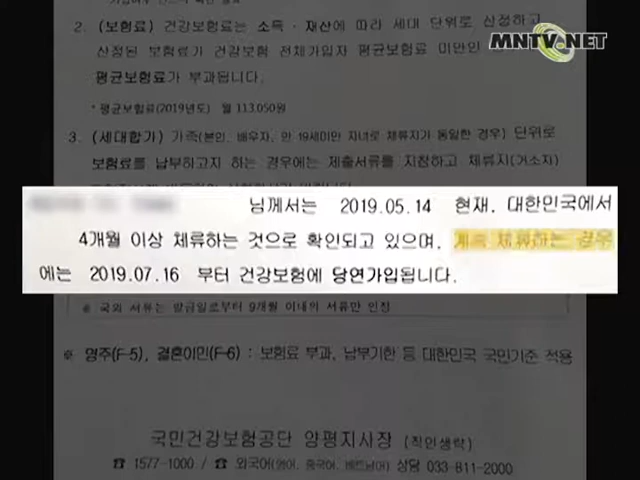 2. (보험료) 건강보험료는 소득·재산에 따라 세대 단위로 산정하고
MNTV.NET
산정된 보험료가 건강보험 전체가입자 평균보험료 미만인
평균보험료가 부과됩니다.
* 평균보험료(2019년도) 월 113,050원
3. (세대합가) 가족(본인, 배우자, 만 19세미만 자녀로 체류지가 동일한 경우) 단위로
보험료를 납부하고자 하는 경우에는 제출서류를 지참하고 체류지(거소지)
님께서는 2019.05.14 현재, 대한민국에서
4개월 이상 체류하는 것으로 확인되고 있으며, 계속 체류하는 경우
에는 2019.07.16 부터 건강보험에 당연가입됩니다.
※ 국외 서류는 발급일로부터 9개월 이내의 서류만 인정
※ 영주(F-5), 결혼이민(F-6) : 보험료 부과, 납부기한 등 대한민국 국민기준 적용
국민건강보험공단 양평지사장 (직인생략)
☎ 1577-1000 / ☎ 외국어(영어, 중국어, 베트남어) 상담 033-811-2000